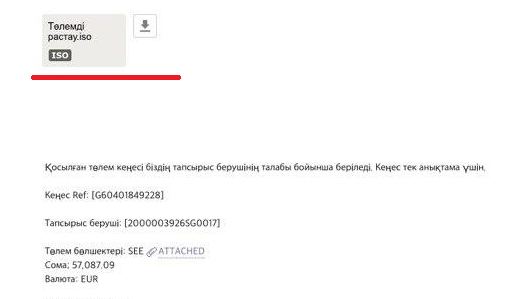 Төлемді
растау.iso
ISO
Қосылған төлем кеңесі біздің тапсырыс берушінің талабы бойынша беріледі. Кеңес тек анықтама үшін.
Кеңес Ref: [G60401849228]
Тапсырыс беруші: [2000003926SG0017]
Төлем бөлшектері: SEE ATTACHED
Сома; 57,087.09
Валюта: EUR